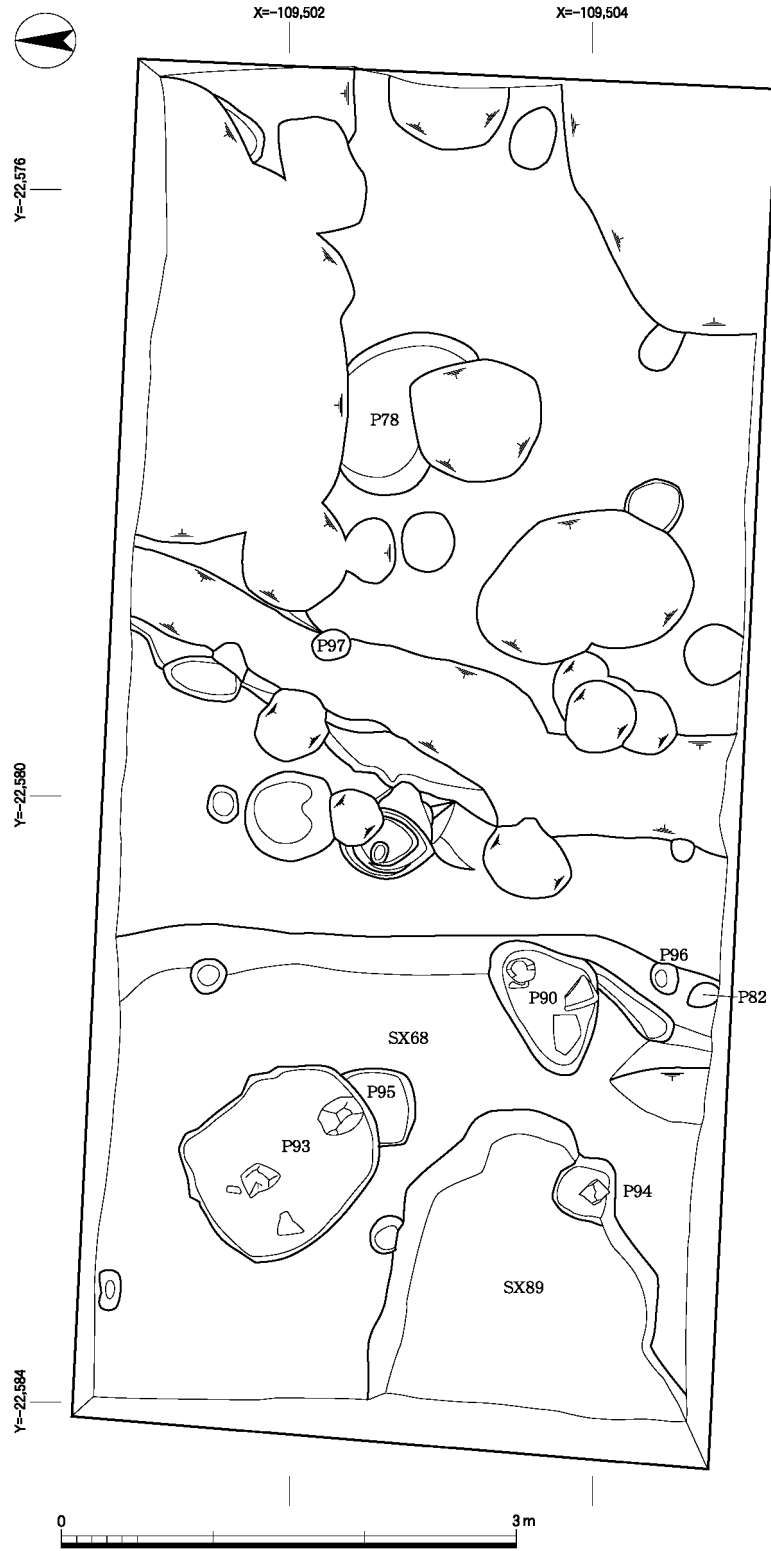 X=-109,502
X=-109,504
Y=-22,576
P78
P97
Y=-22,580
P96
P90
P82
SX68
P95
P93
P94
SX89
Y=-22,584
0
3m